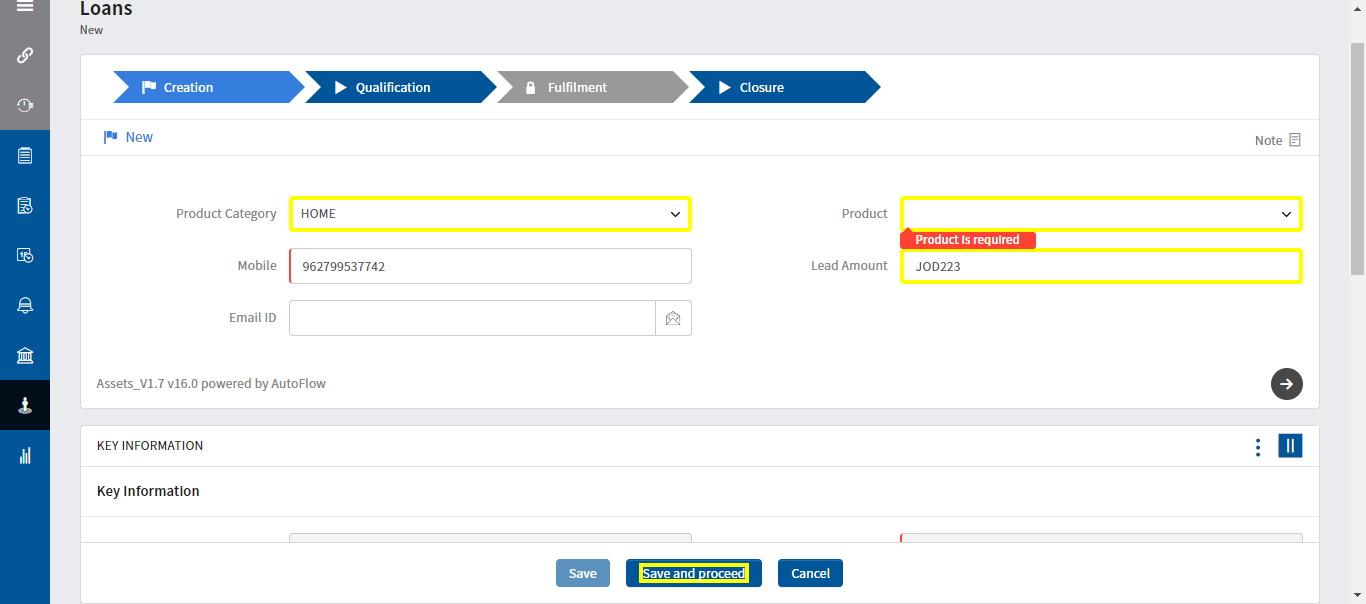 Loans
New
Creation
Qualification
Fulfilment
Closure
New
Note
Product Category
HOME
Product
Product is required
Mobile
962799537742
Lead Amount
JOD223
Email ID
Assets_V1.7 v16.0 powered by AutoFlow
KEY INFORMATION
Key Information
Save
Save and proceed
Cancel